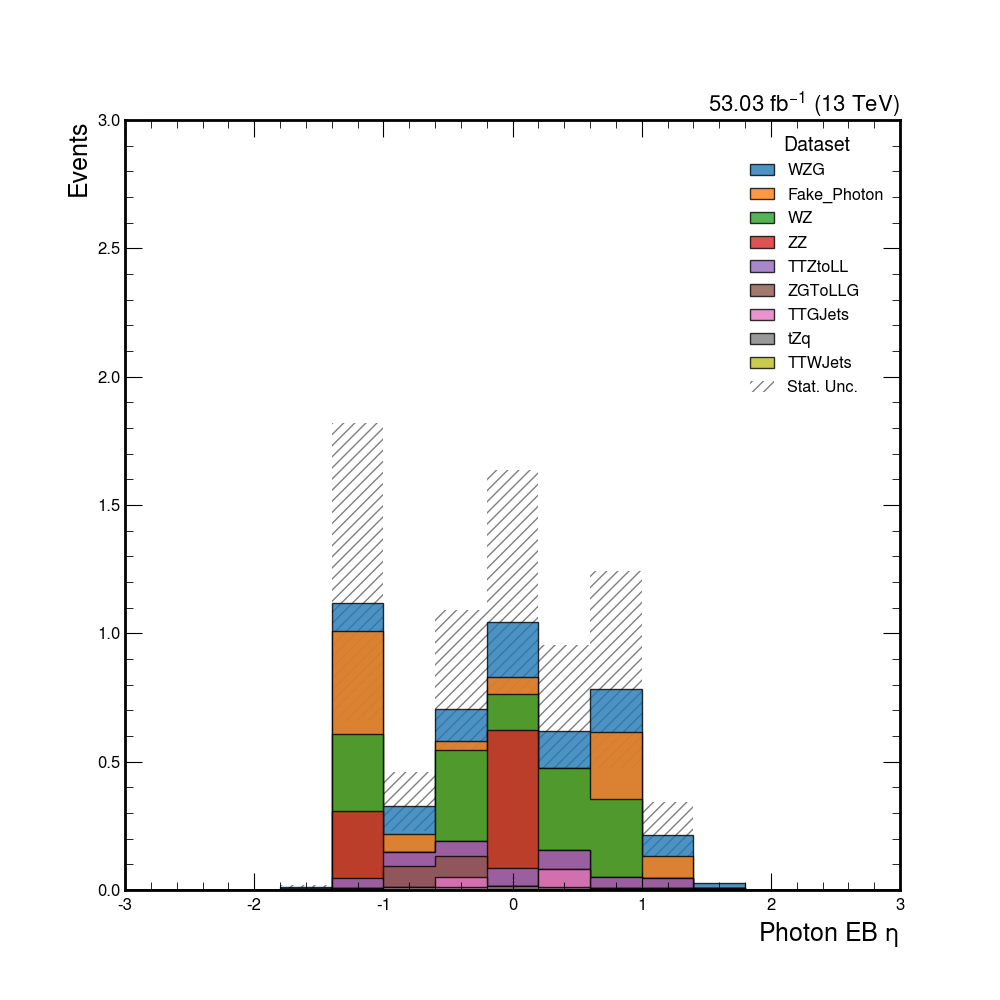 53.03 fb⁻¹ (13 TeV)
Events
3.0
2.5
2.0
1.5
1.0
0.5
0.0
Dataset
WZG
Fake_Photon
WZ
ZZ
TTZtoLL
ZGToLLG
TTGJets
tZq
TTWJets
Stat. Unc.
-3 -2 -1 0 1 2 3
Photon EB η